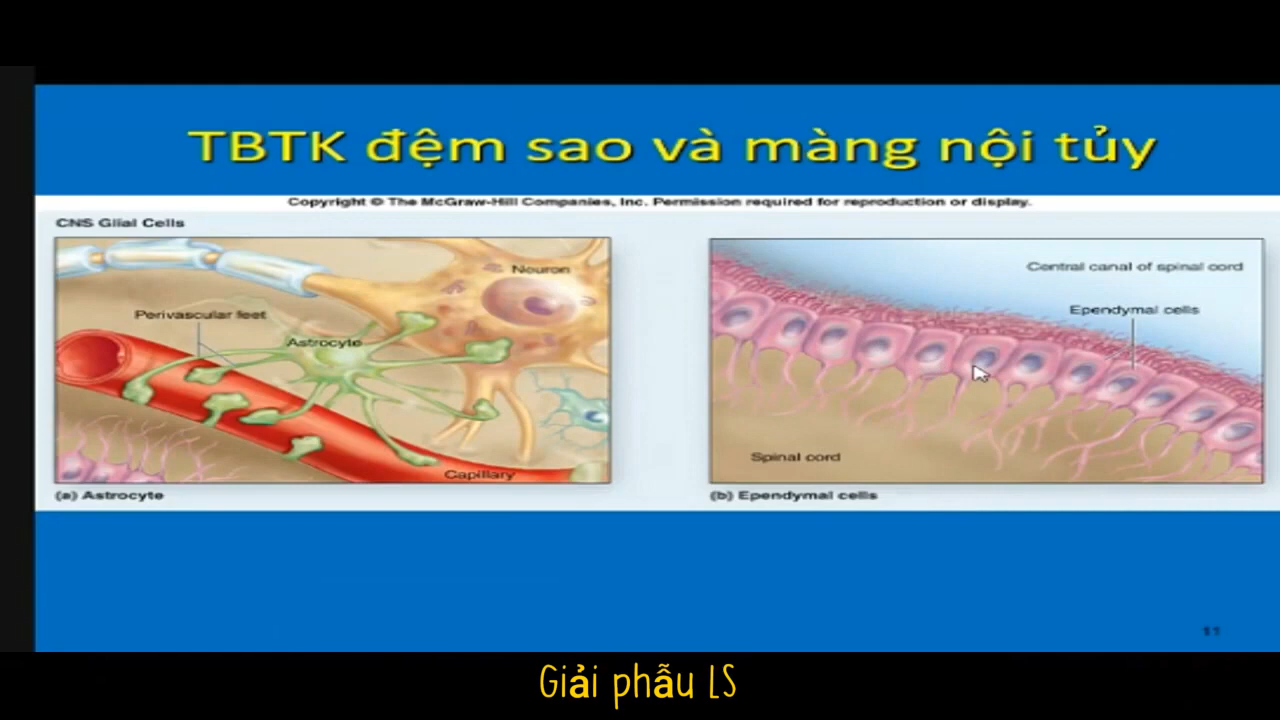 TBTK đệm sao và màng nội tủy
Copyright © The McGraw-Hill Companies, Inc. Permission required for reproduction or display.
CNS Glial Cells
Neuron
Perivascular feet
Astrocyte
Capillary
(a) Astrocyte
Central canal of spinal cord
Ependymal cells
Spinal cord
(b) Ependymal cells
11
Giải phẫu LS